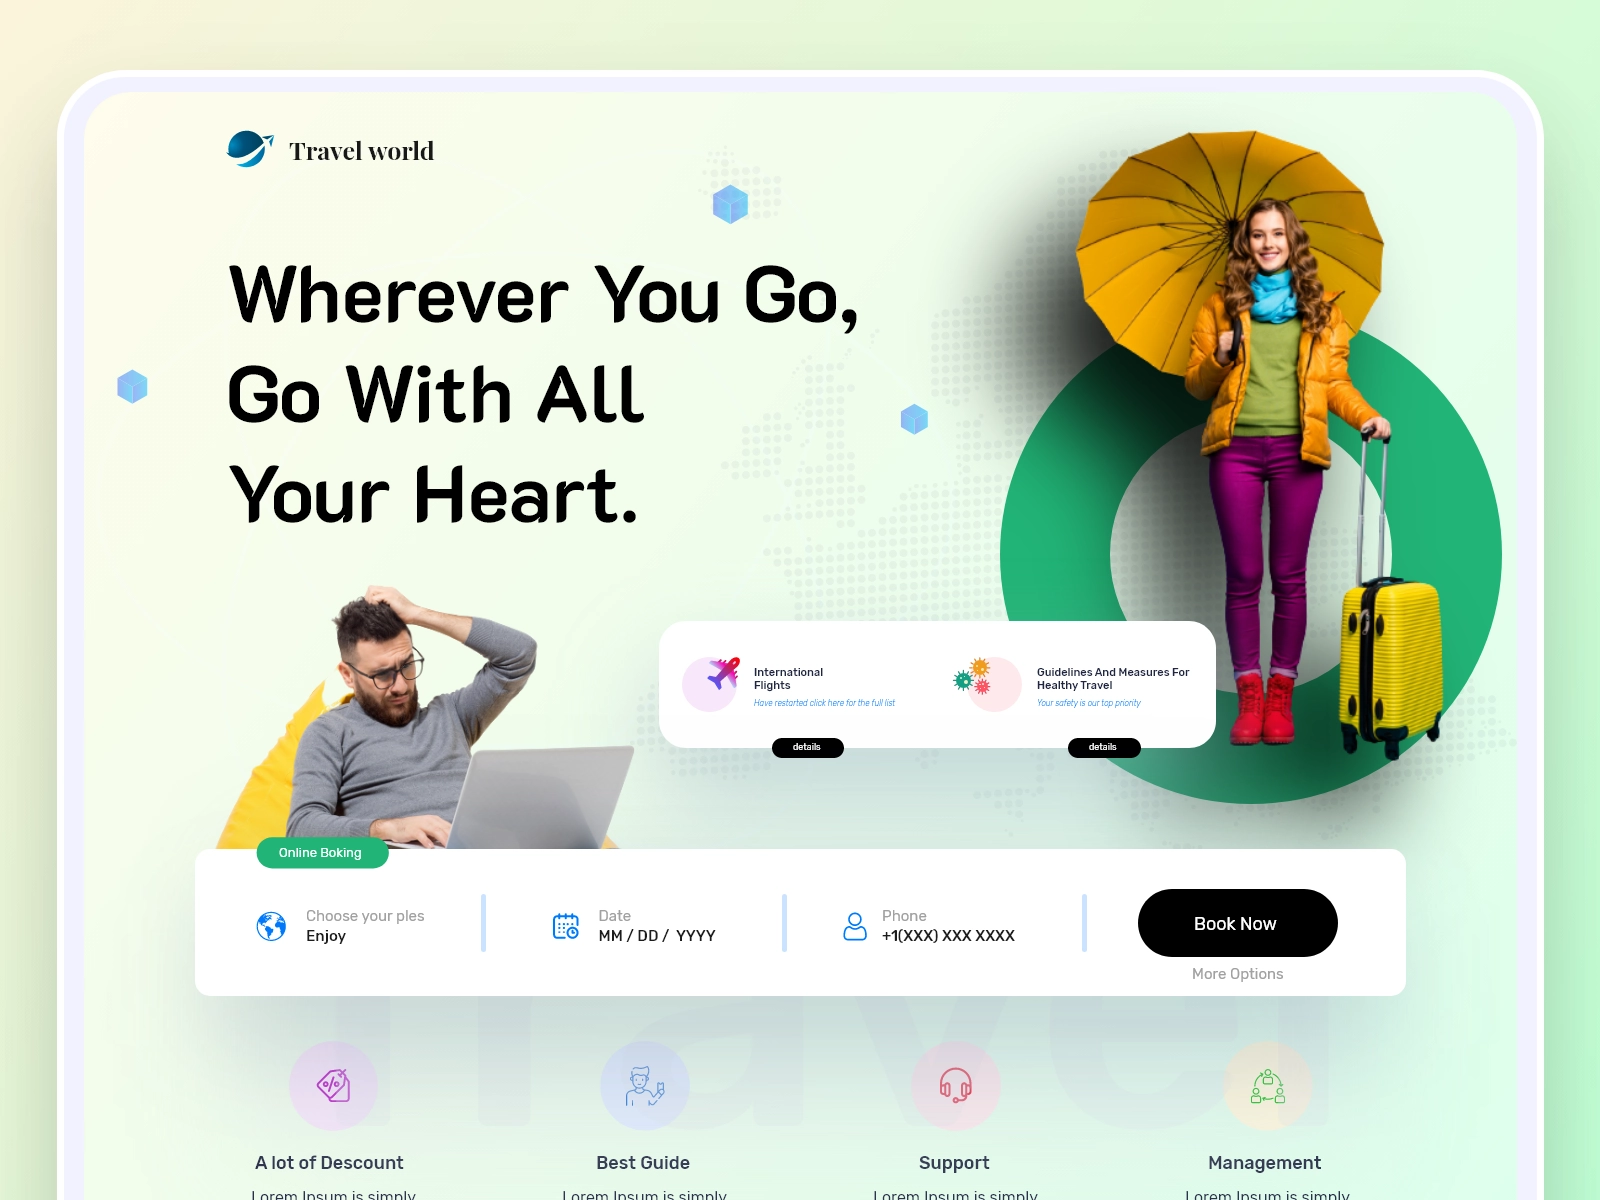 Travel world
Wherever You Go,
Go With All
Your Heart.
International
Flights
Have restarted click here for the full list
details
Guidelines And Measures For
Healthy Travel
Your safety is our top priority
details
Online Boking
Choose your ples
Enjoy
Date
MM / DD / YYYY
Phone
+1(XXX) XXX XXXX
Book Now
More Options
Travel
A lot of Descount
Best Guide
Support
Management
Lorem Ipsum is simply
Lorem Ipsum is simply
Lorem Ipsum is simply
Lorem Ipsum is simply